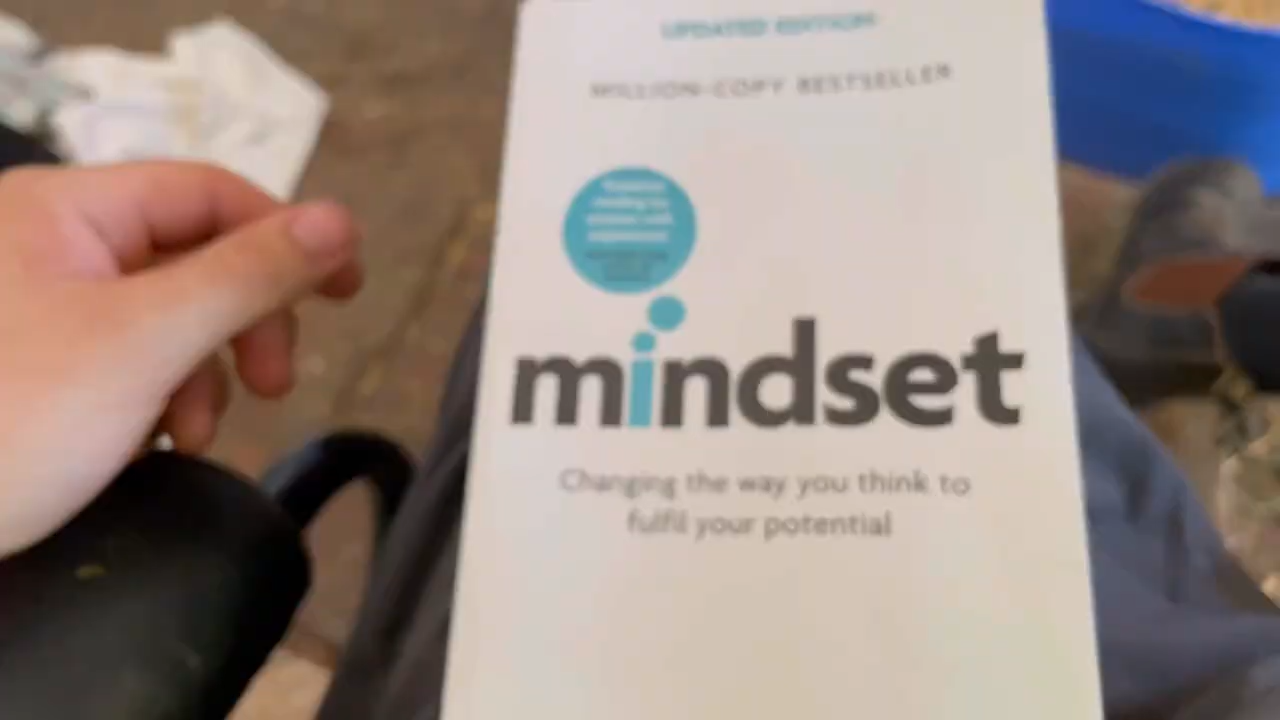 UPDATED EDITION
MILLION-COPY BESTSELLER
mindset
Changing the way you think to
fulfil your potential